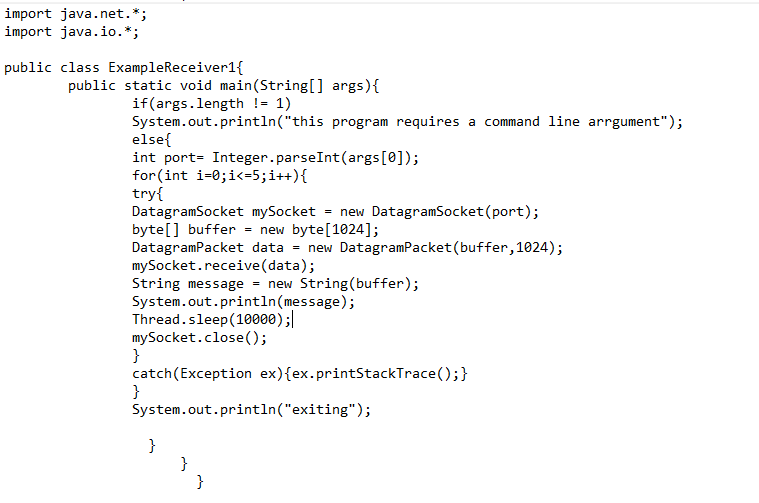 import java.net.*;
import java.io.*;

public class ExampleReceiver1{
        public static void main(String[] args){
                if(args.length != 1)
                System.out.println("this program requires a command line arrgument");
                else{
                int port= Integer.parseInt(args[0]);
                for(int i=0;i<=5;i++){
                try{
                DatagramSocket mySocket = new DatagramSocket(port);
                byte[] buffer = new byte[1024];
                DatagramPacket data = new DatagramPacket(buffer,1024);
                mySocket.receive(data);
                String message = new String(buffer);
                System.out.println(message);
                Thread.sleep(10000);
                mySocket.close();
                }
                catch(Exception ex){ex.printStackTrace();}
                }
                System.out.println("exiting");

                  }
                      }
                        }